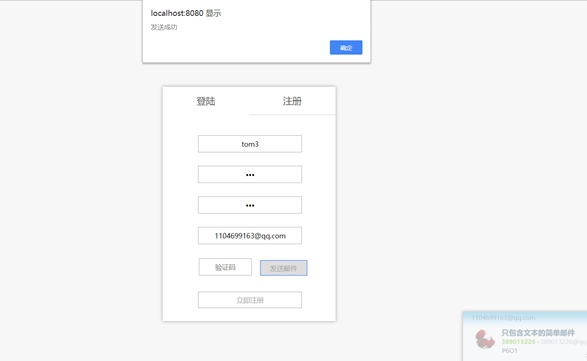 localhost:8080 显示
发送成功
确定
登陆 注册
tom3
•••
•••
1104699163@qq.com
验证码 发送邮件
立即注册
1104699163@qq.com
只包含文本的简单邮件
389013226 <389013226@qq
P6O1